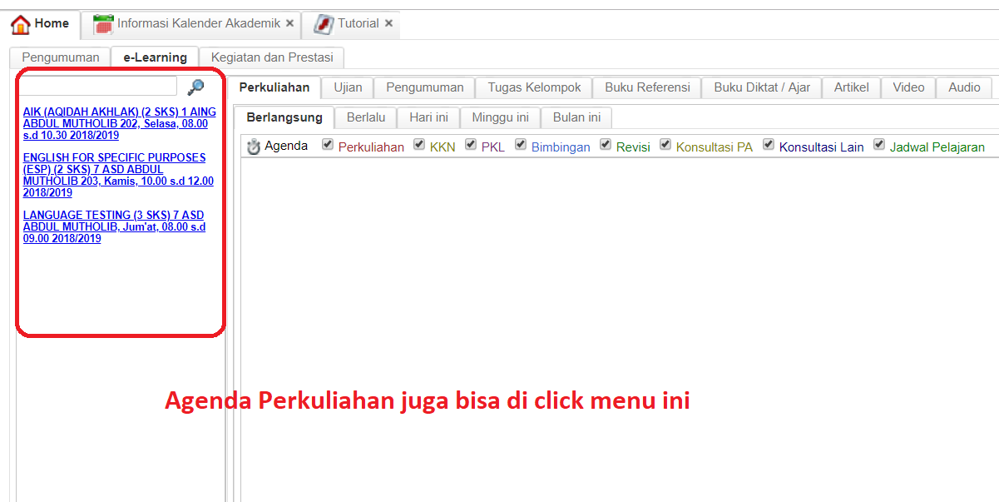 Home Informasi Kalender Akademik Tutorial
Pengumuman e-Learning Kegiatan dan Prestasi
Perkuliahan Ujian Pengumuman Tugas Kelompok Buku Referensi Buku Diktat / Ajar Artikel Video Audio
Berlangsung Berlalu Hari ini Minggu ini Bulan ini
Agenda Perkuliahan KKN PKL Bimbingan Revisi Konsultasi PA Konsultasi Lain Jadwal Pelajaran
AIK (AQIDAH AKHLAK) (2 SKS) 1 AING
ABDUL MUTHOLIB 202, Selasa, 08.00
s.d 10.30 2018/2019
ENGLISH FOR SPECIFIC PURPOSES
(ESP) (2 SKS) 7 ASD ABDUL
MUTHOLIB 203, Kamis, 10.00 s.d 12.00
2018/2019
LANGUAGE TESTING (3 SKS) 7 ASD
ABDUL MUTHOLIB, Jum'at, 08.00 s.d
09.00 2018/2019
Agenda Perkuliahan juga bisa di click menu ini